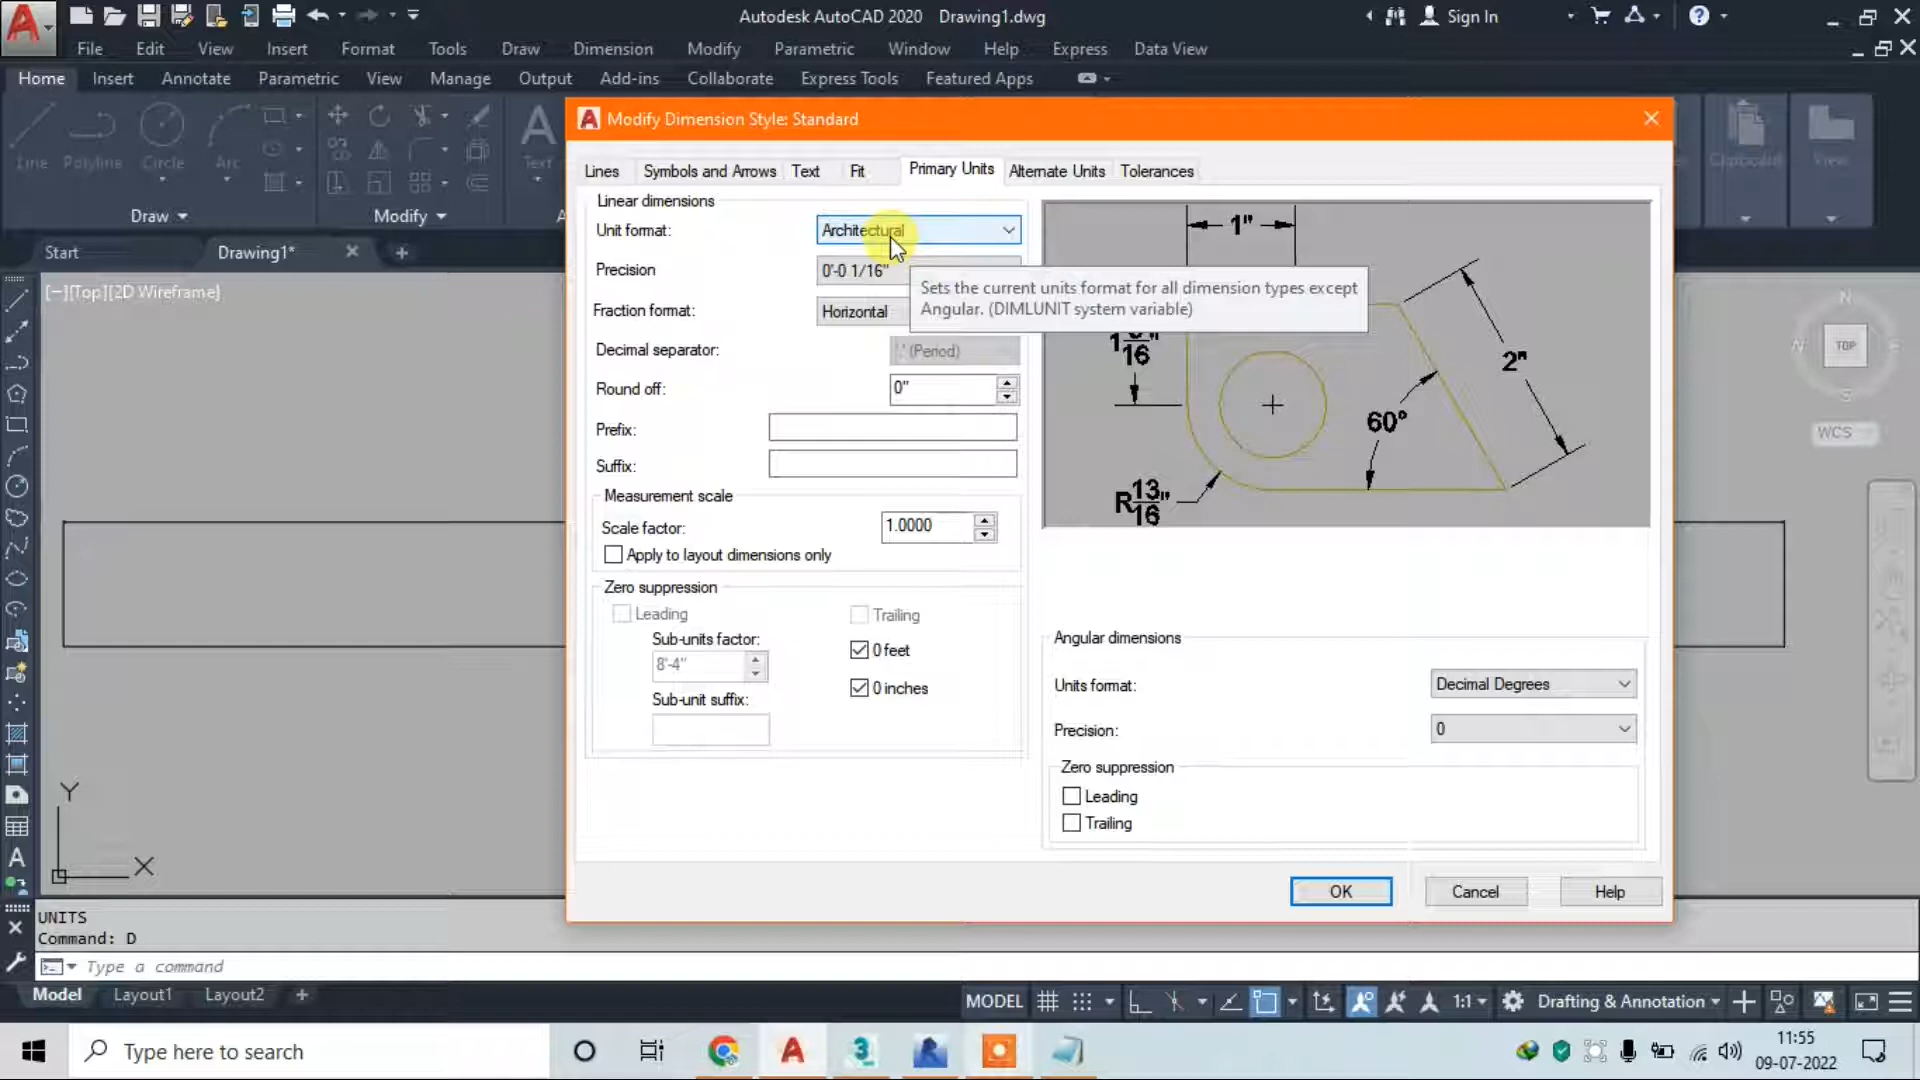 Autodesk AutoCAD 2020 Drawing1.dwg
Sign In
File Edit View Insert Format Tools Draw Dimension Modify Parametric Window Help Express Data View
Home Insert Annotate Parametric View Manage Output Add-ins Collaborate Express Tools Featured Apps
Line Polyline Circle Arc Text Clipboard View
Draw Modify
Start Drawing1*
[−][Top][2D Wireframe]
Modify Dimension Style: Standard
Lines Symbols and Arrows Text Fit Primary Units Alternate Units Tolerances
Linear dimensions
Unit format: Architectural
Precision 0'-0 1/16"
Fraction format: Horizontal
Sets the current units format for all dimension types except
Angular. (DIMLUNIT system variable)
Decimal separator: '.' (Period)
Round off: 0"
Prefix:
Suffix:
Measurement scale
Scale factor: 1.0000
Apply to layout dimensions only
Zero suppression
Leading Trailing
Sub-units factor:
8'-4"
0 feet
Sub-unit suffix:
0 inches
1"
2"
60°
R13/16"
Angular dimensions
Units format: Decimal Degrees
Precision: 0
Zero suppression
Leading
Trailing
OK Cancel Help
N
TOP
WCS
Y
X
UNITS
Command: D
Type a command
Model Layout1 Layout2 +
MODEL 1:1 Drafting & Annotation
Type here to search
11:55
09-07-2022